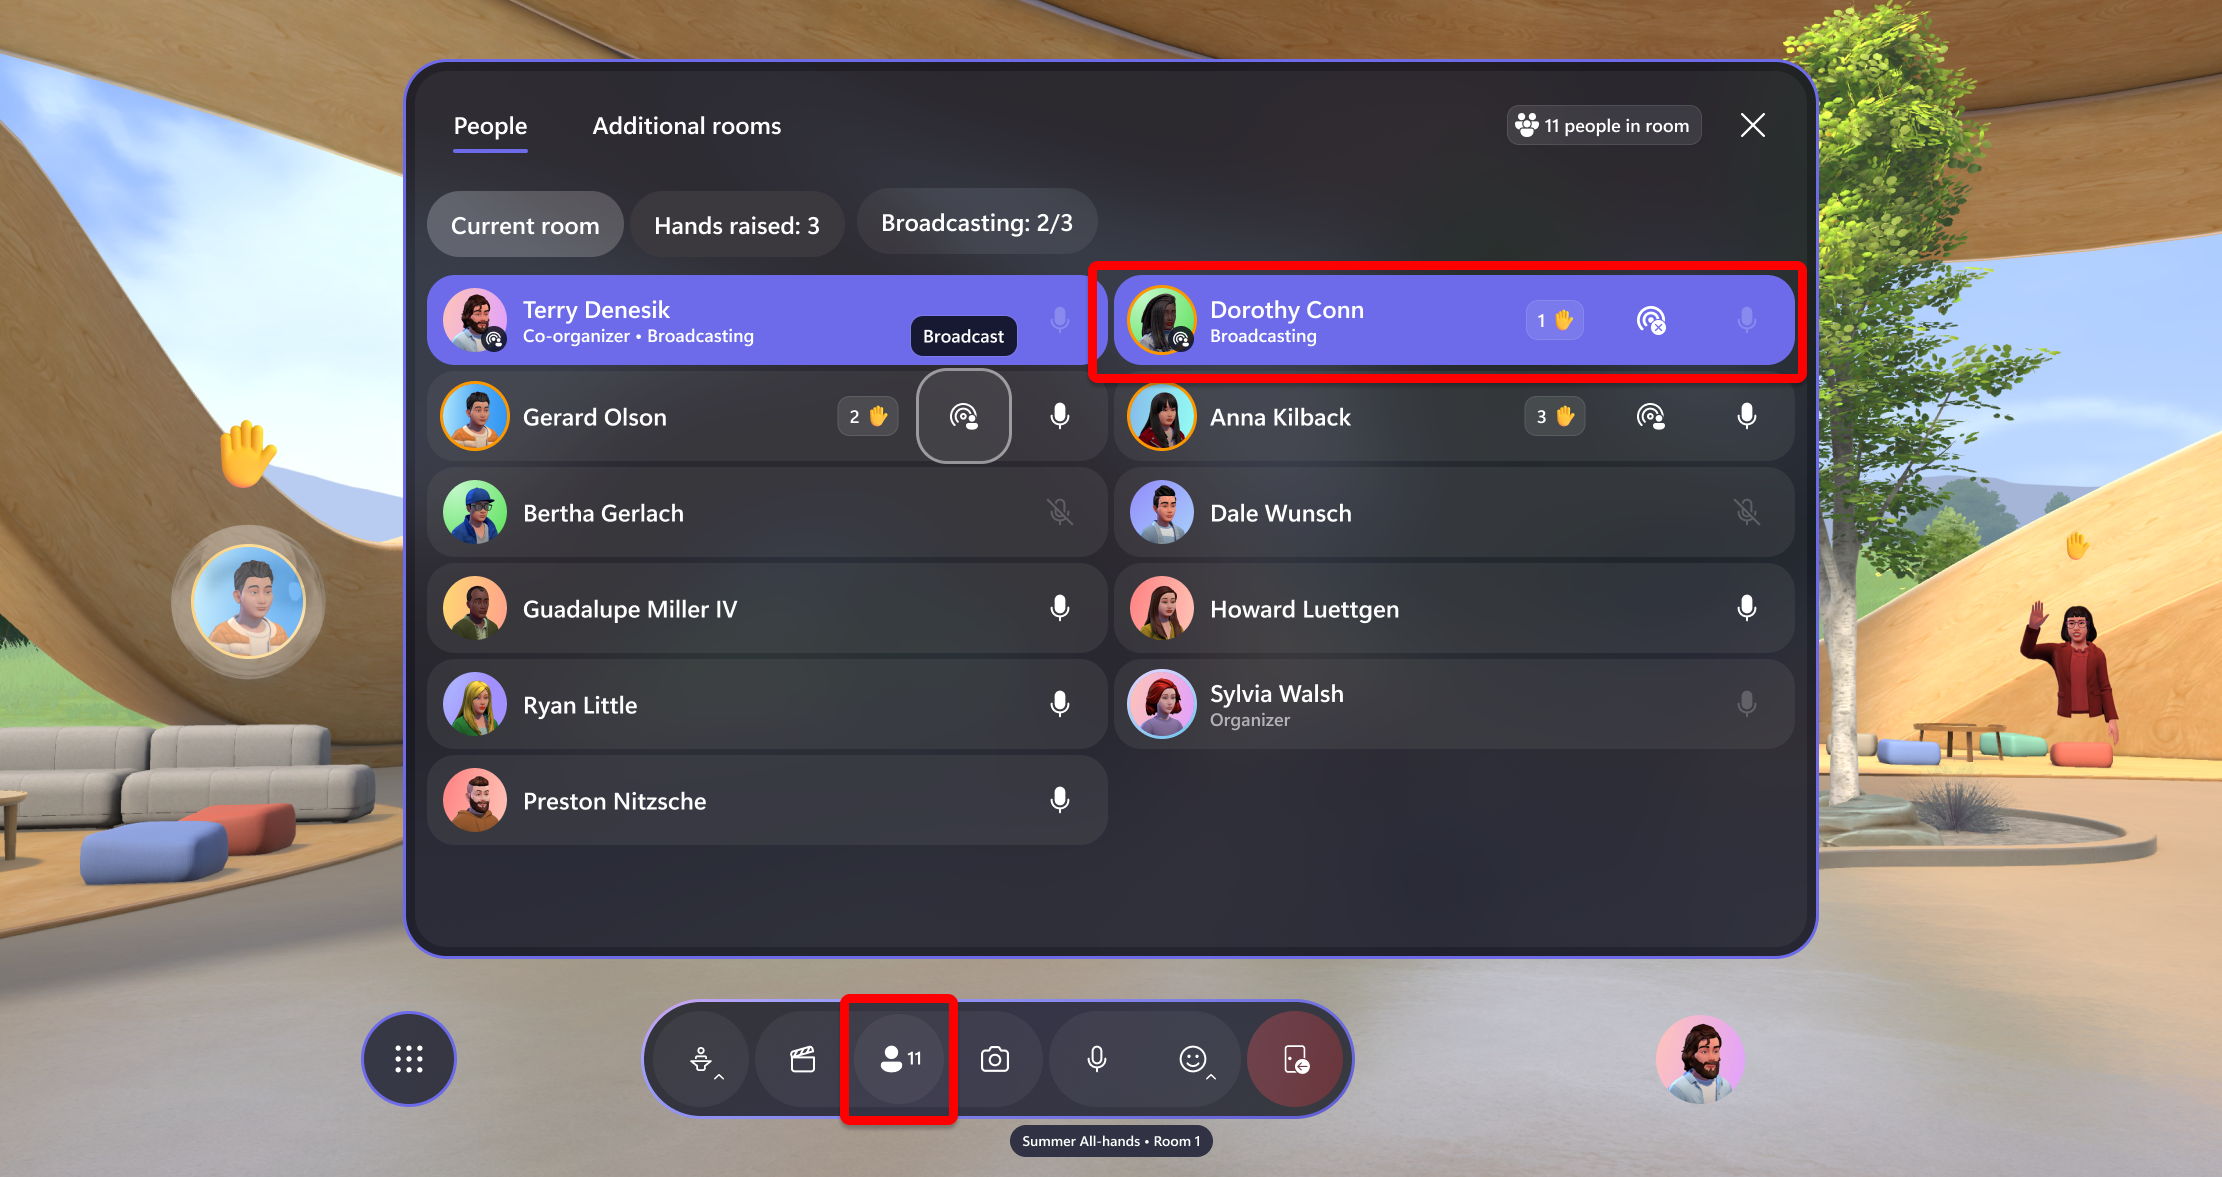 People
Additional rooms
11 people in room
Current room
Hands raised: 3
Broadcasting: 2/3
Terry Denesik
Co-organizer • Broadcasting
Broadcast
Dorothy Conn
Broadcasting
1
Gerard Olson
2
Anna Kilback
3
Bertha Gerlach
Dale Wunsch
Guadalupe Miller IV
Howard Luettgen
Ryan Little
Sylvia Walsh
Organizer
Preston Nitzsche
11
Summer All-hands • Room 1